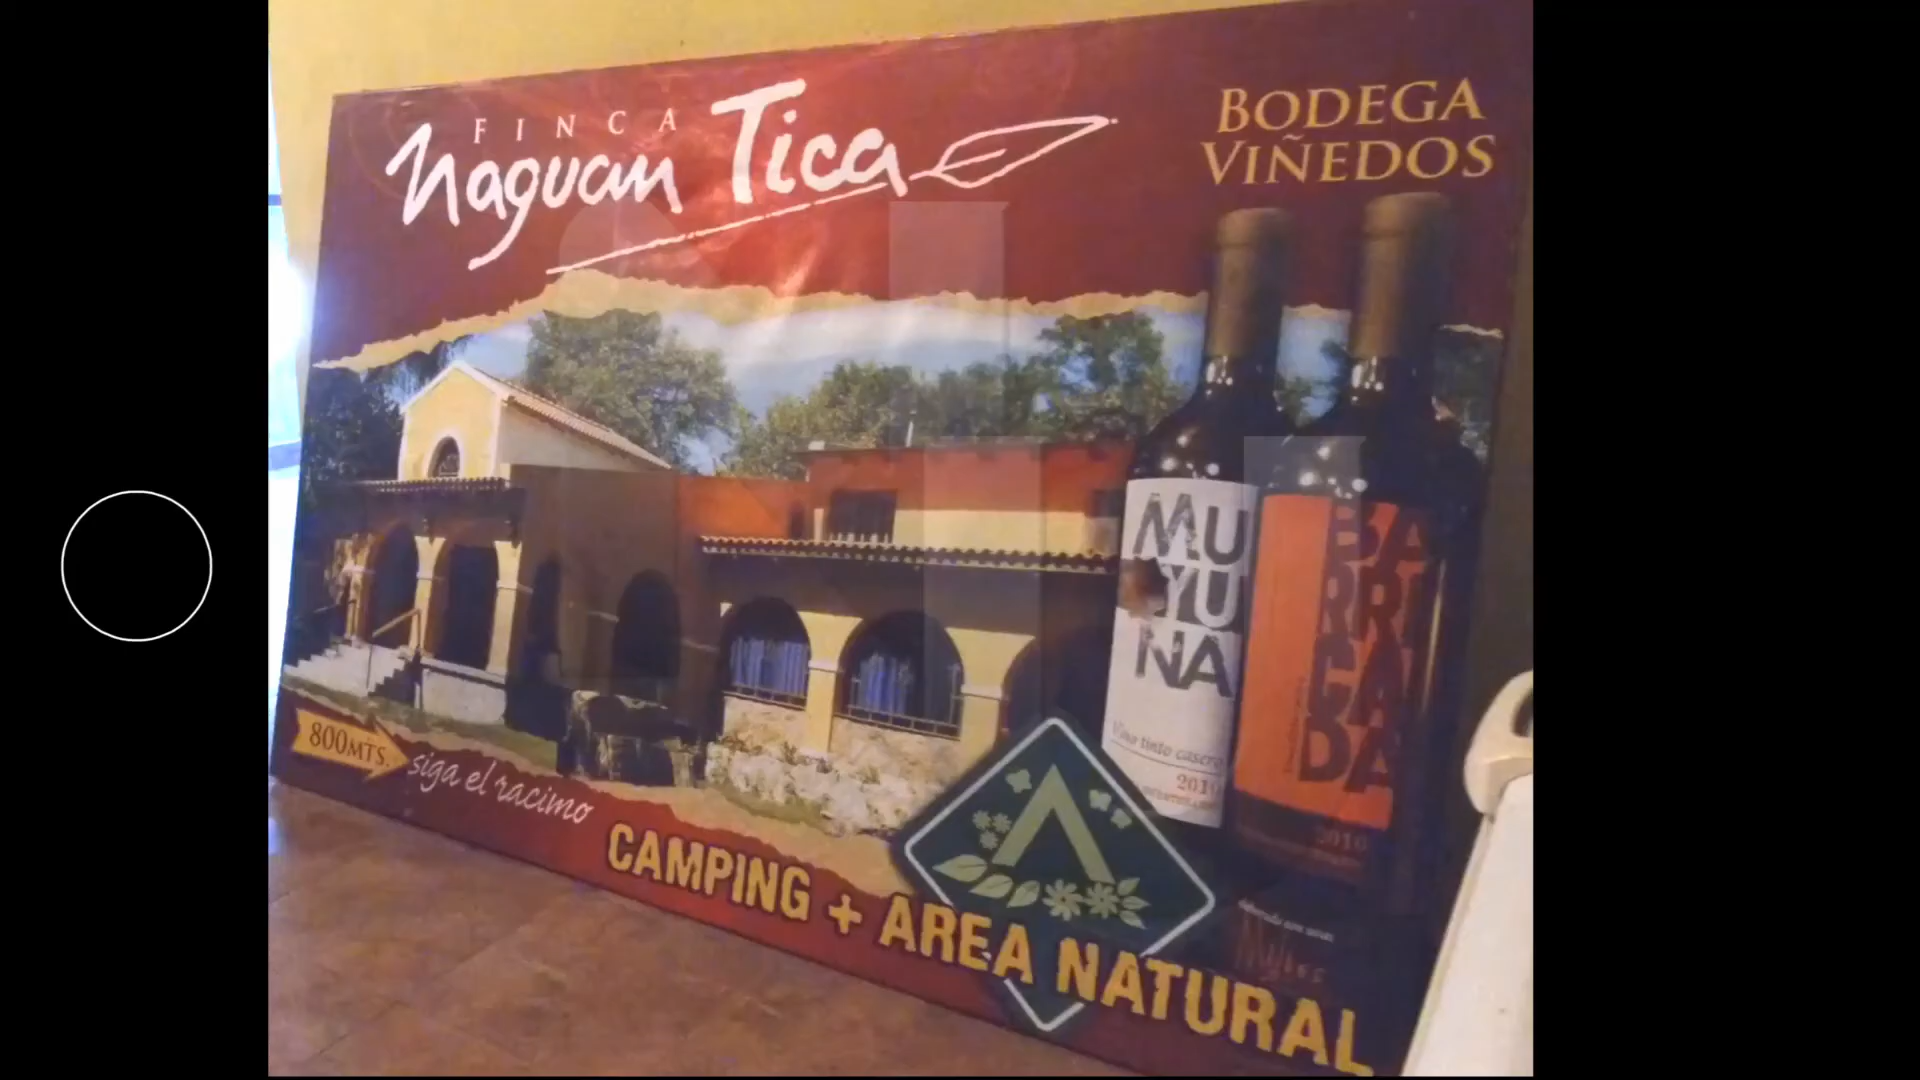 FINCA
Naguan Tica
BODEGA
VIÑEDOS
MU
YU
NA
Vino tinto casero
2010
BA
RRI
CA
DA
2010
800MTS.
siga el racimo
CAMPING + AREA NATURAL